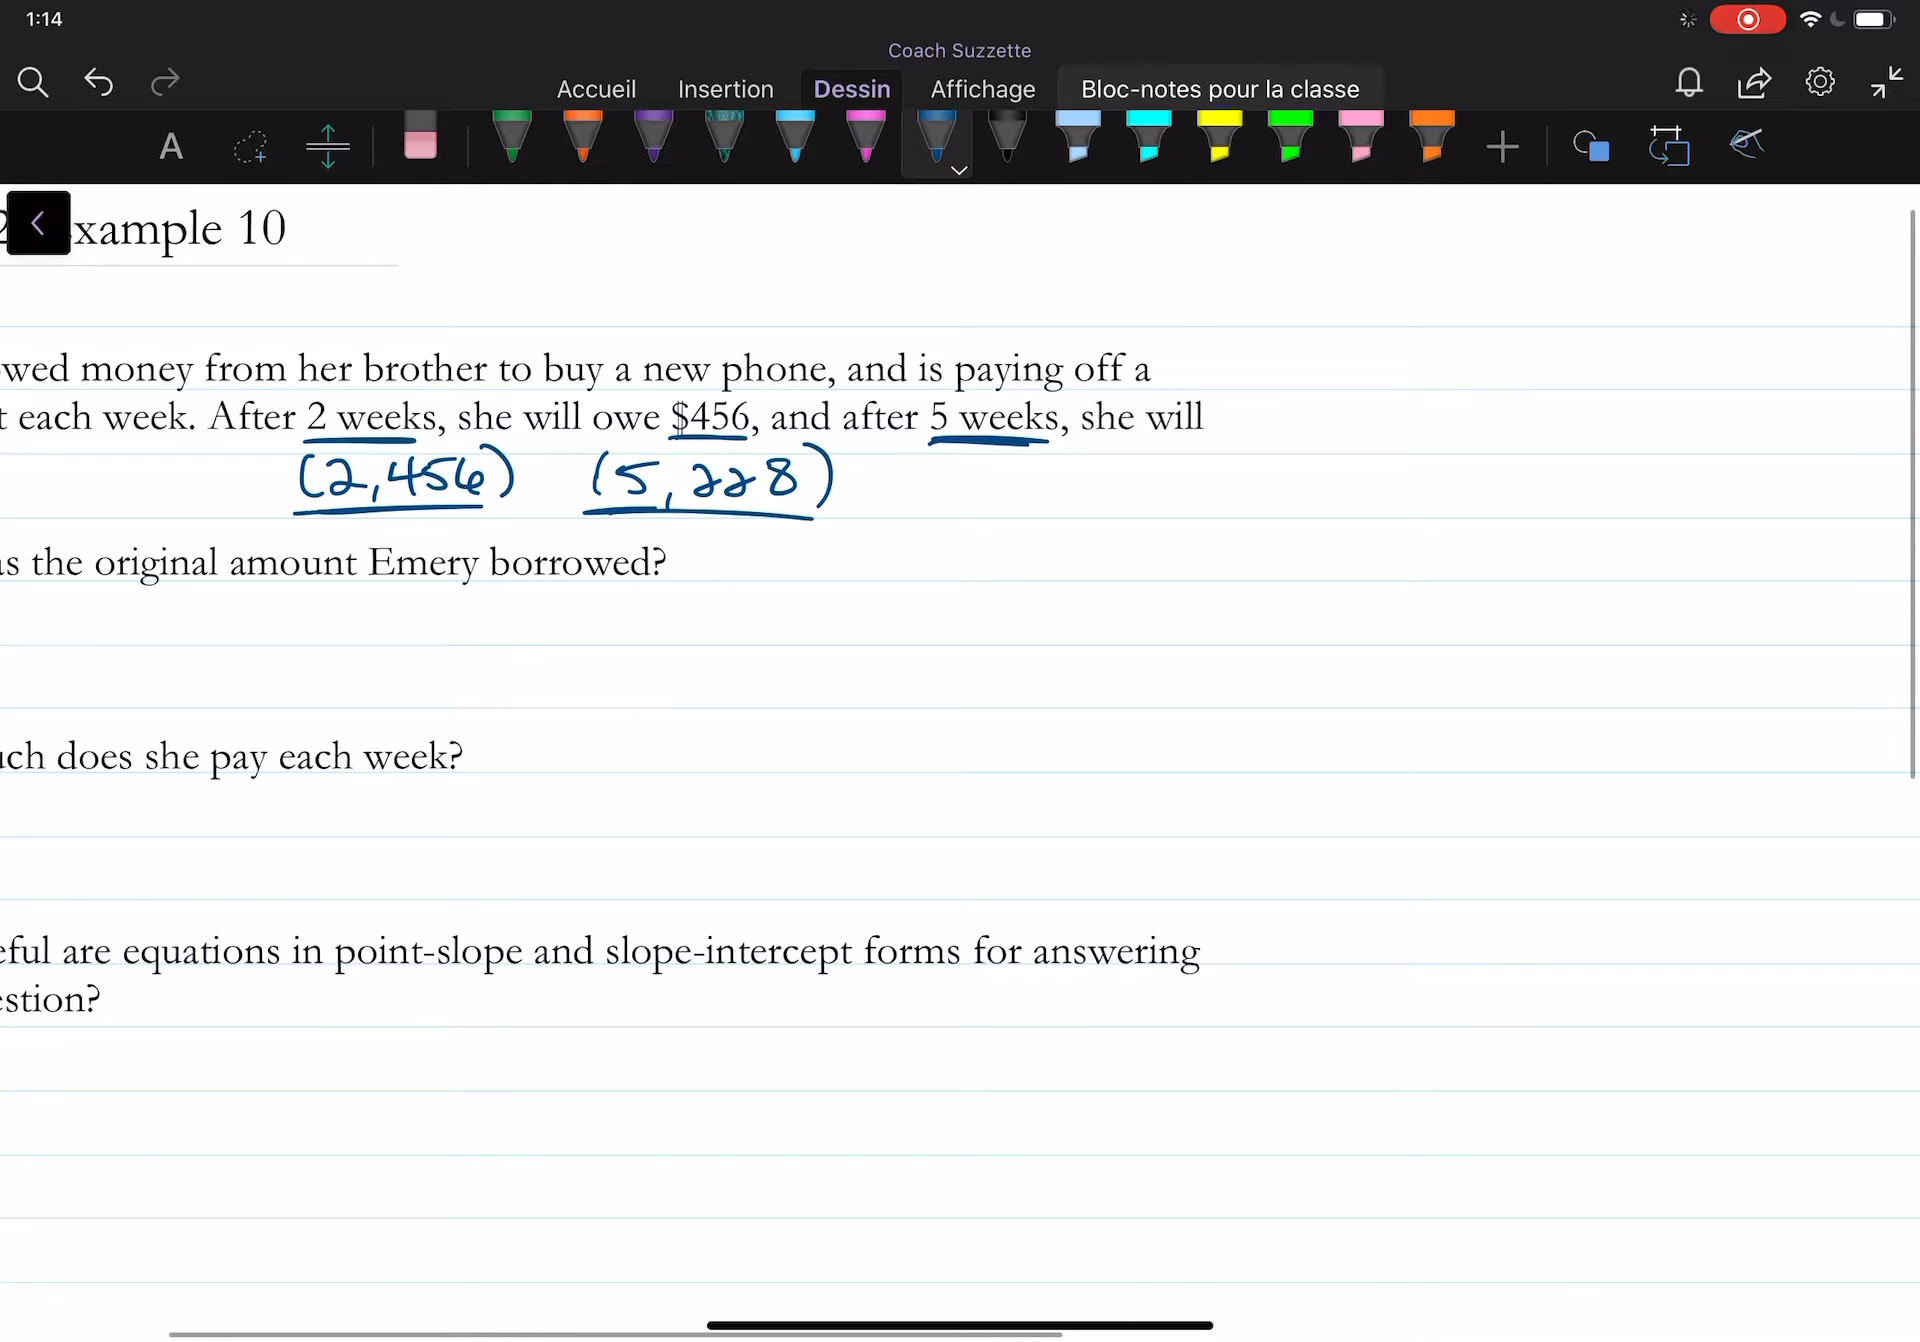 1:14
Coach Suzzette
Accueil Insertion Dessin Affichage Bloc-notes pour la classe
A
xample 10
wed money from her brother to buy a new phone, and is paying off a
t each week. After 2 weeks, she will owe $456, and after 5 weeks, she will
(2,456) (5,228)
s the original amount Emery borrowed?
ch does she pay each week?
eful are equations in point-slope and slope-intercept forms for answering
estion?